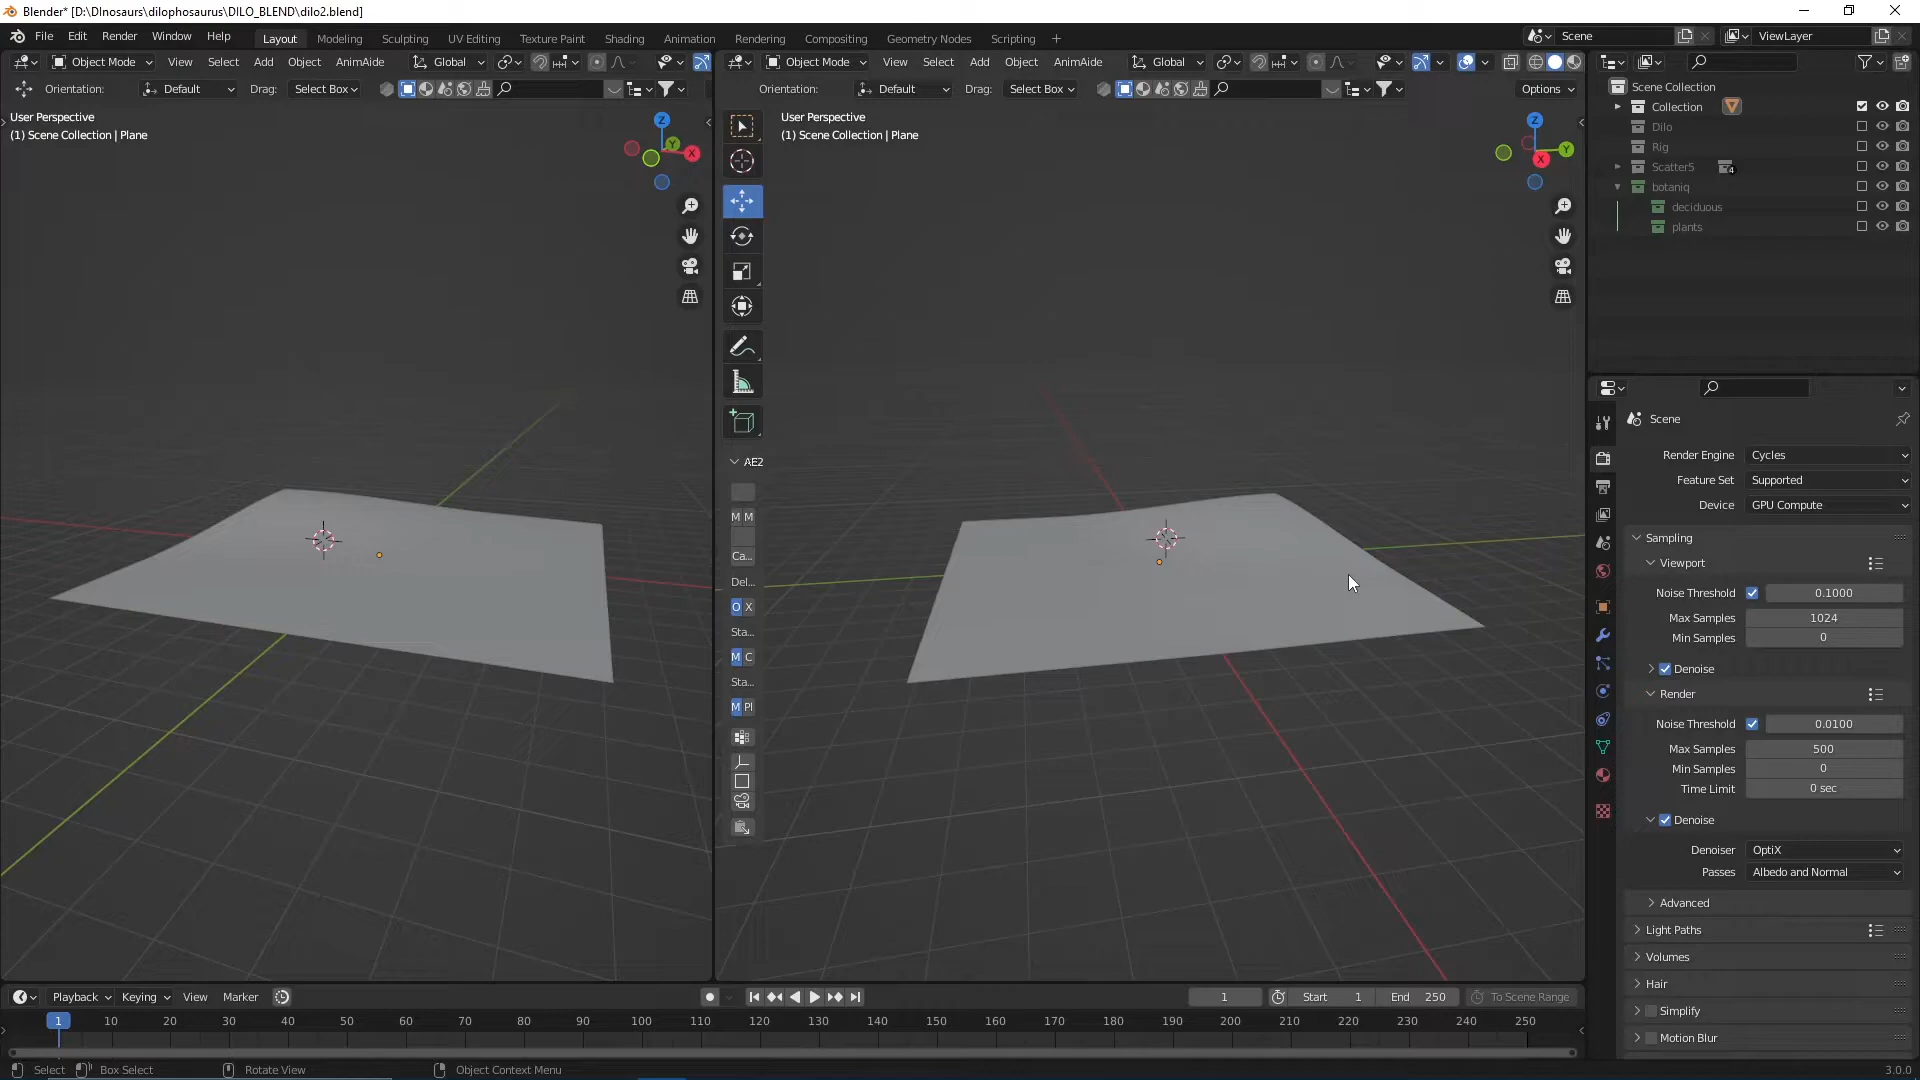 Blender* [D:\DInosaurs\dilophosaurus\DILO_BLEND\dilo2.blend]
File Edit Render Window Help
Layout Modeling Sculpting UV Editing Texture Paint Shading Animation Rendering Compositing Geometry Nodes Scripting +
Scene
ViewLayer
Object Mode View Select Add Object AnimAide Global
Orientation: Default Drag: Select Box
User Perspective
(1) Scene Collection | Plane
Z
Y
X
Object Mode View Select Add Object AnimAide Global
Orientation: Default Drag: Select Box Options
User Perspective
(1) Scene Collection | Plane
Z
Y
X
AE2
M M
Ca...
Del...
O X
Sta...
M C
Sta...
M Pl
Scene Collection
Collection
Dilo
Rig
Scatter5 4
botaniq
deciduous
plants
Scene
Render Engine Cycles
Feature Set Supported
Device GPU Compute
Sampling
Viewport
Noise Threshold 0.1000
Max Samples 1024
Min Samples 0
Denoise
Render
Noise Threshold 0.0100
Max Samples 500
Min Samples 0
Time Limit 0 sec
Denoise
Denoiser OptiX
Passes Albedo and Normal
Advanced
Light Paths
Volumes
Hair
Simplify
Motion Blur
Playback Keying View Marker
1 Start 1 End 250 To Scene Range
1 10 20 30 40 50 60 70 80 90 100 110 120 130 140 150 160 170 180 190 200 210 220 230 240 250
Select Box Select Rotate View Object Context Menu 3.0.0